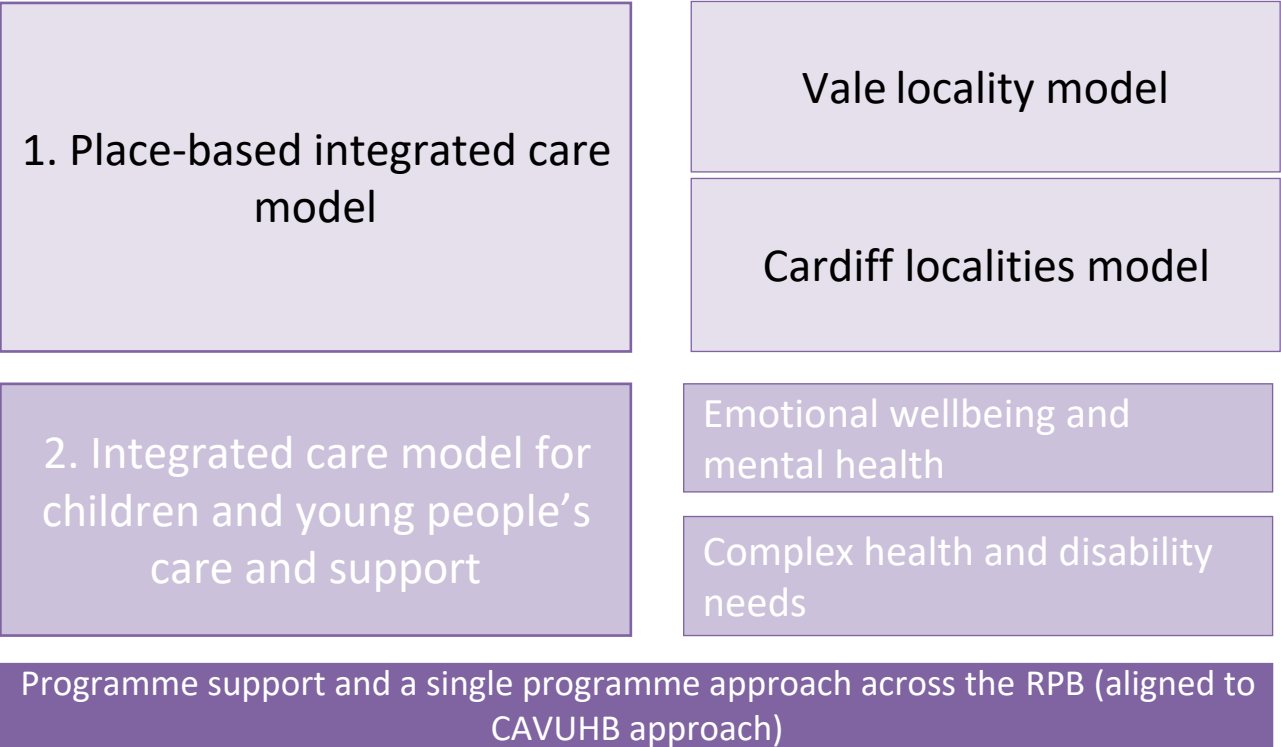 1. Place-based integrated care
model
Vale locality model
Cardiff localities model
2. Integrated care model for
children and young people’s
care and support
Emotional wellbeing and
mental health
Complex health and disability
needs
Programme support and a single programme approach across the RPB (aligned to
CAVUHB approach)